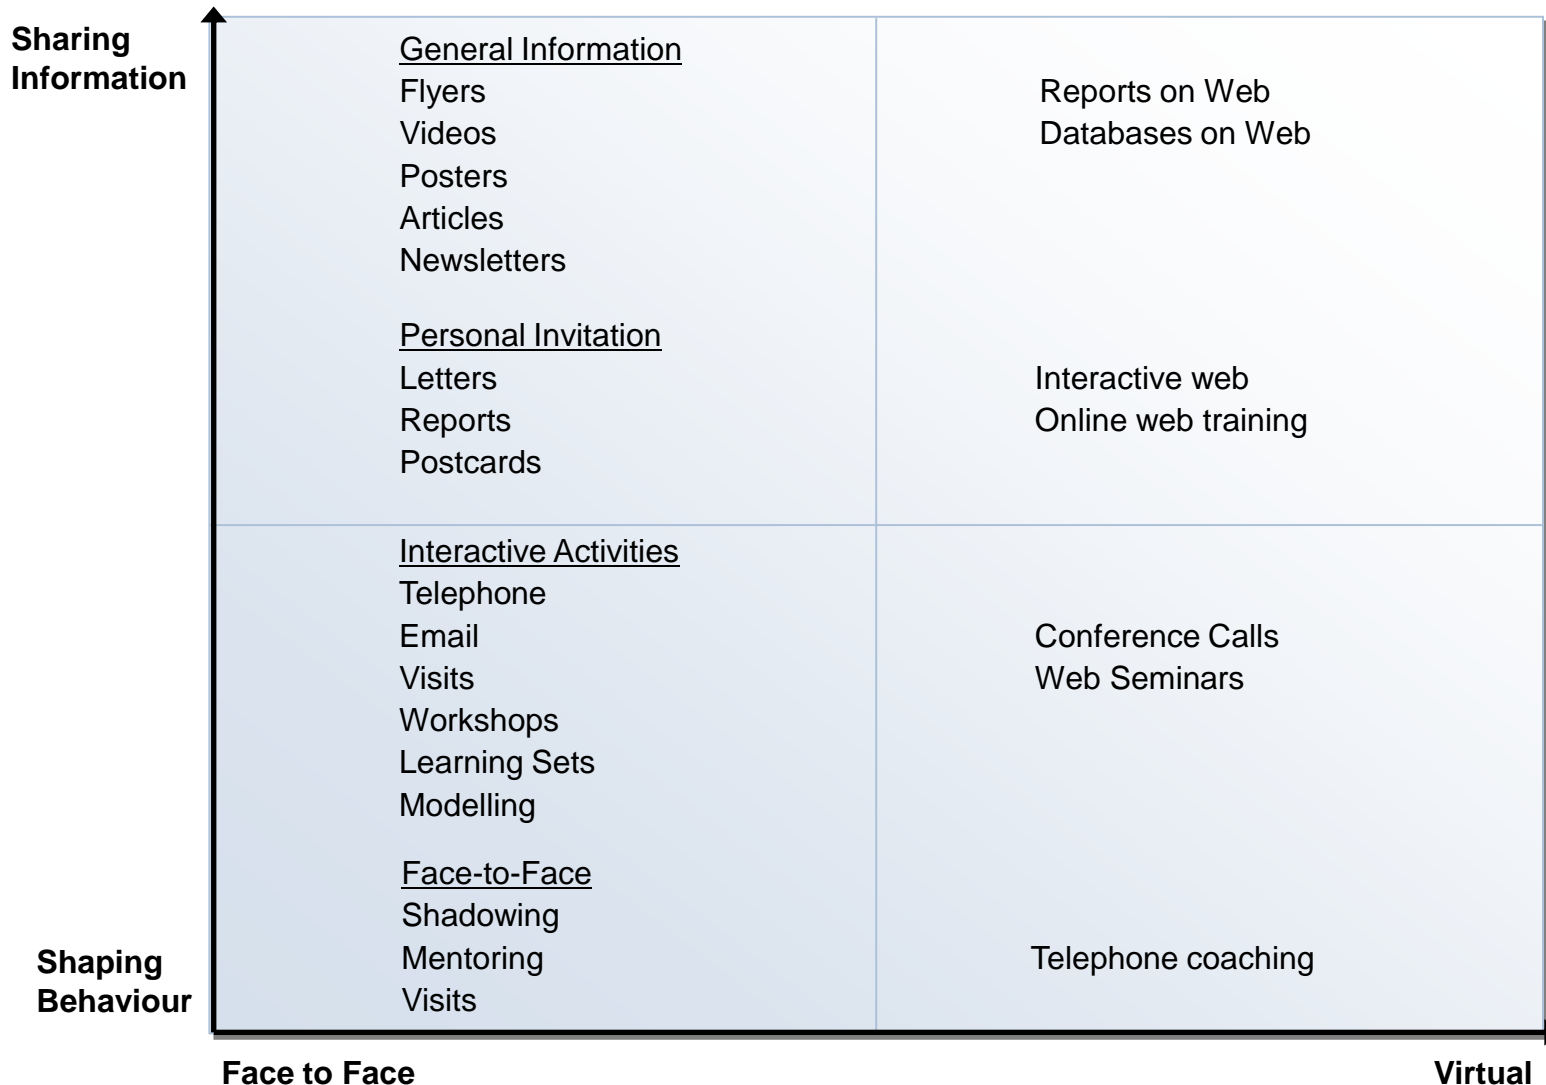 Sharing
Information
General Information
Flyers
Videos
Posters
Articles
Newsletters
Reports on Web
Databases on Web
Personal Invitation
Letters
Reports
Postcards
Interactive web
Online web training
Interactive Activities
Telephone
Email
Visits
Workshops
Learning Sets
Modelling
Conference Calls
Web Seminars
Face-to-Face
Shadowing
Mentoring
Visits
Telephone coaching
Shaping
Behaviour
Face to Face
Virtual